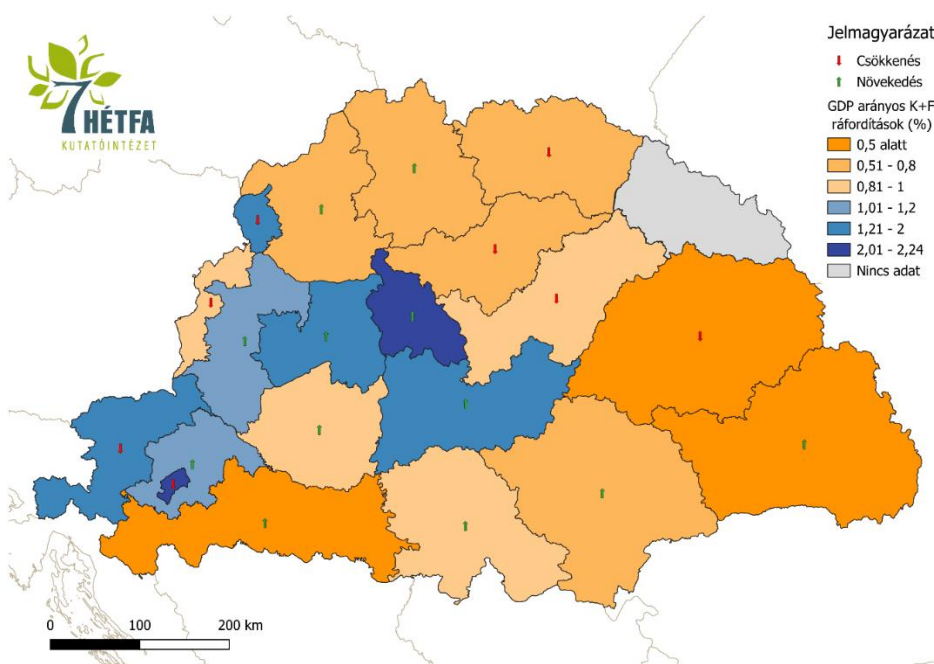 7
HÉTFA
KUTATÓINTÉZET
Jelmagyarázat
Csökkenés
Növekedés
GDP arányos K+F
ráfordítások (%)
0,5 alatt
0,51 - 0,8
0,81 - 1
1,01 - 1,2
1,21 - 2
2,01 - 2,24
Nincs adat
0 100 200 km